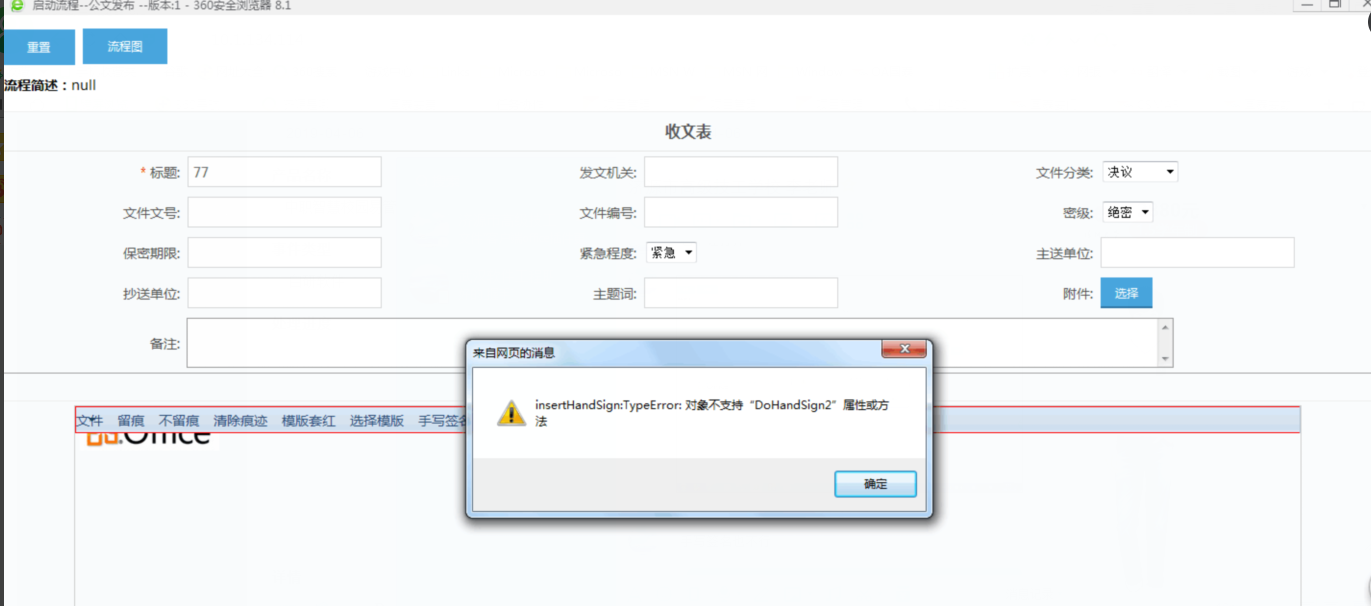 启动流程--公文发布 --版本:1 - 360安全浏览器 8.1
重置 流程图
流程简述：null
收文表
* 标题: 77 发文机关: 文件分类: 决议
文件文号: 文件编号: 密级: 绝密
保密期限: 紧急程度: 紧急 主送单位:
抄送单位: 主题词: 附件: 选择
备注:
来自网页的消息
insertHandSign:TypeError: 对象不支持“DoHandSign2”属性或方
法
确定
文件 留痕 不留痕 清除痕迹 模版套红 选择模版 手写签名
Office